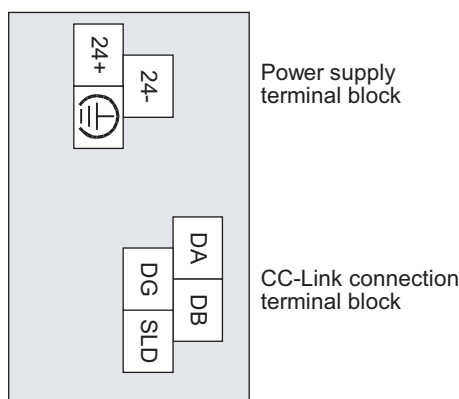 24+
24-
Power supply
terminal block
DA
DG
DB
SLD
CC-Link connection
terminal block